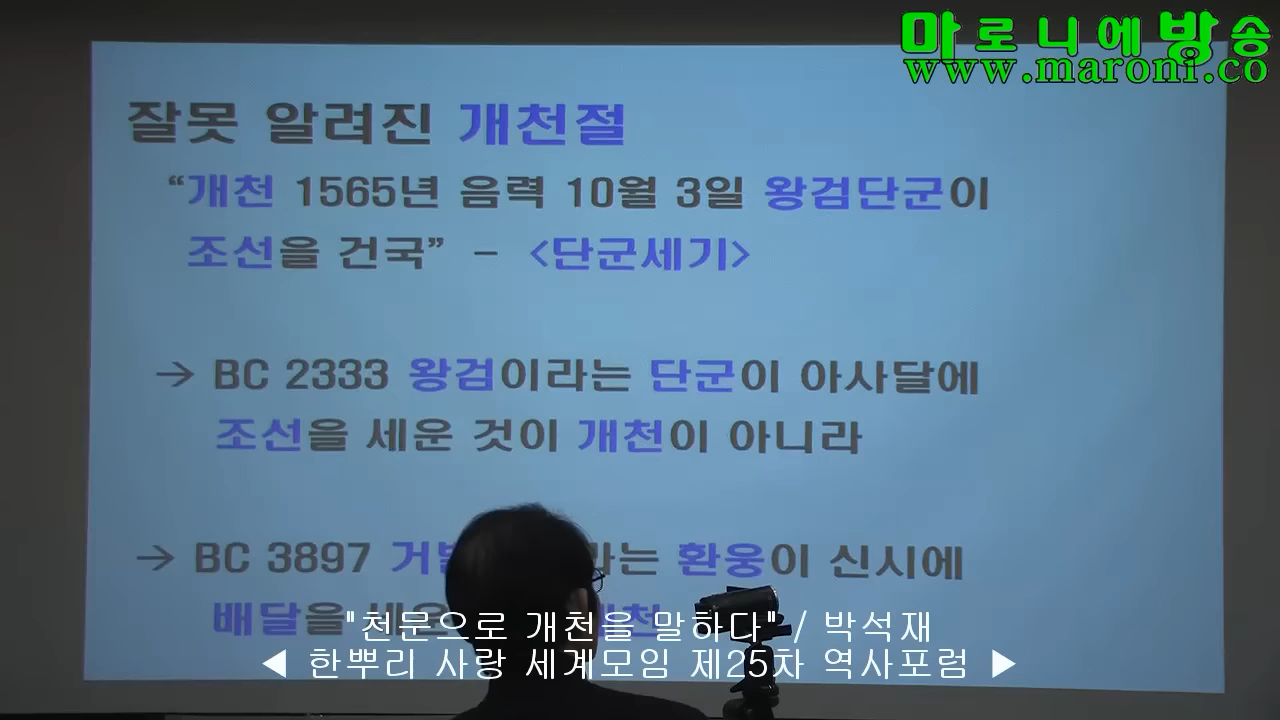 마로니에방송
www.maroni.co
잘못 알려진 개천절
“개천 1565년 음력 10월 3일 왕검단군이
조선을 건국” - <단군세기>
→ BC 2333 왕검이라는 단군이 아사달에
조선을 세운 것이 개천이 아니라
→ BC 3897 라는 환웅이 신시에
배달을 세운 개천
"천문으로 개천을 말하다" / 박석재
◀ 한뿌리 사랑 세계모임 제25차 역사포럼 ▶